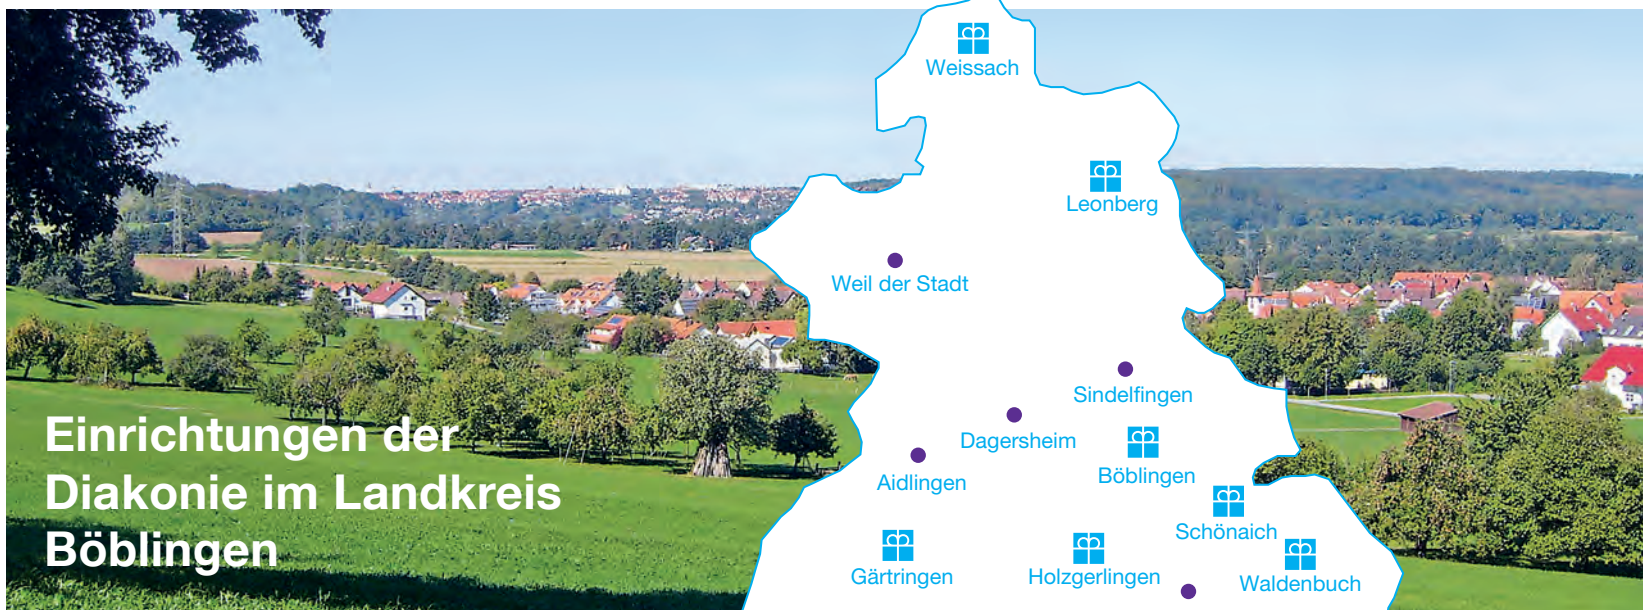 Weissach
Leonberg
Weil der Stadt
Sindelfingen
Dagersheim
Böblingen
Aidlingen
Schönaich
Gärtringen
Holzgerlingen
Waldenbuch
Einrichtungen der
Diakonie im Landkreis
Böblingen